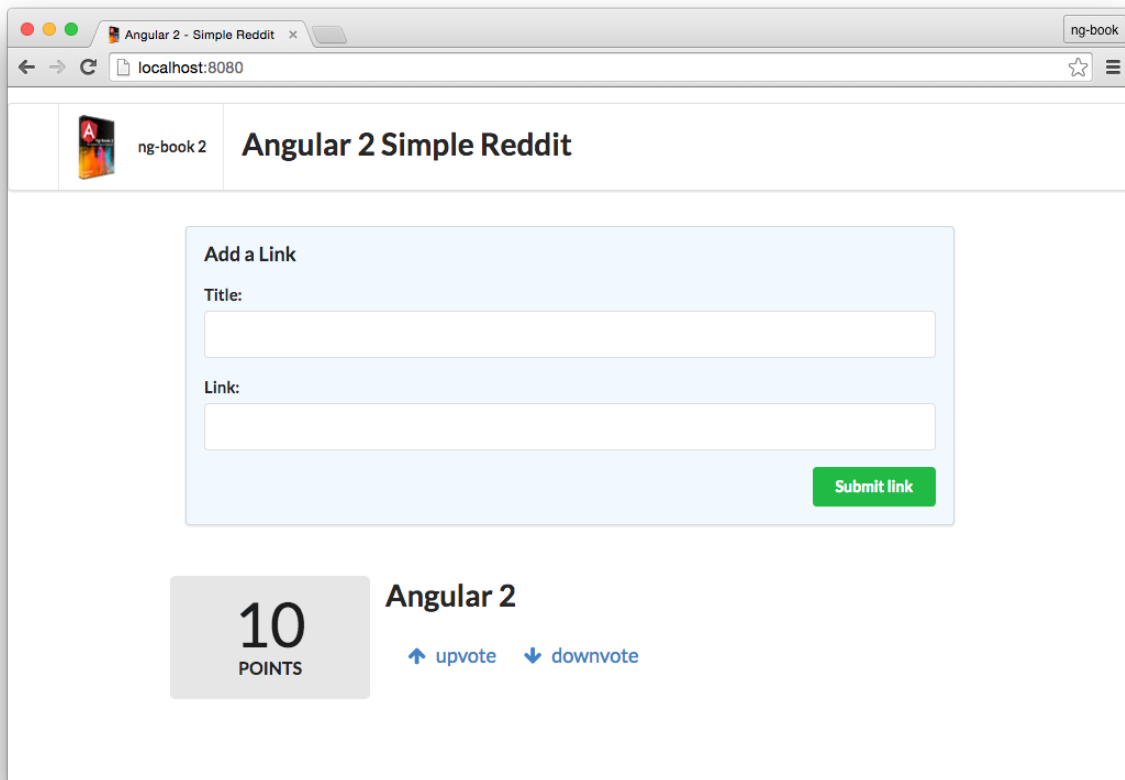 Angular 2 - Simple Reddit
ng-book
localhost:8080
ng-book 2
Angular 2 Simple Reddit
Add a Link
Title:
Link:
Submit link
10
POINTS
Angular 2
upvote downvote